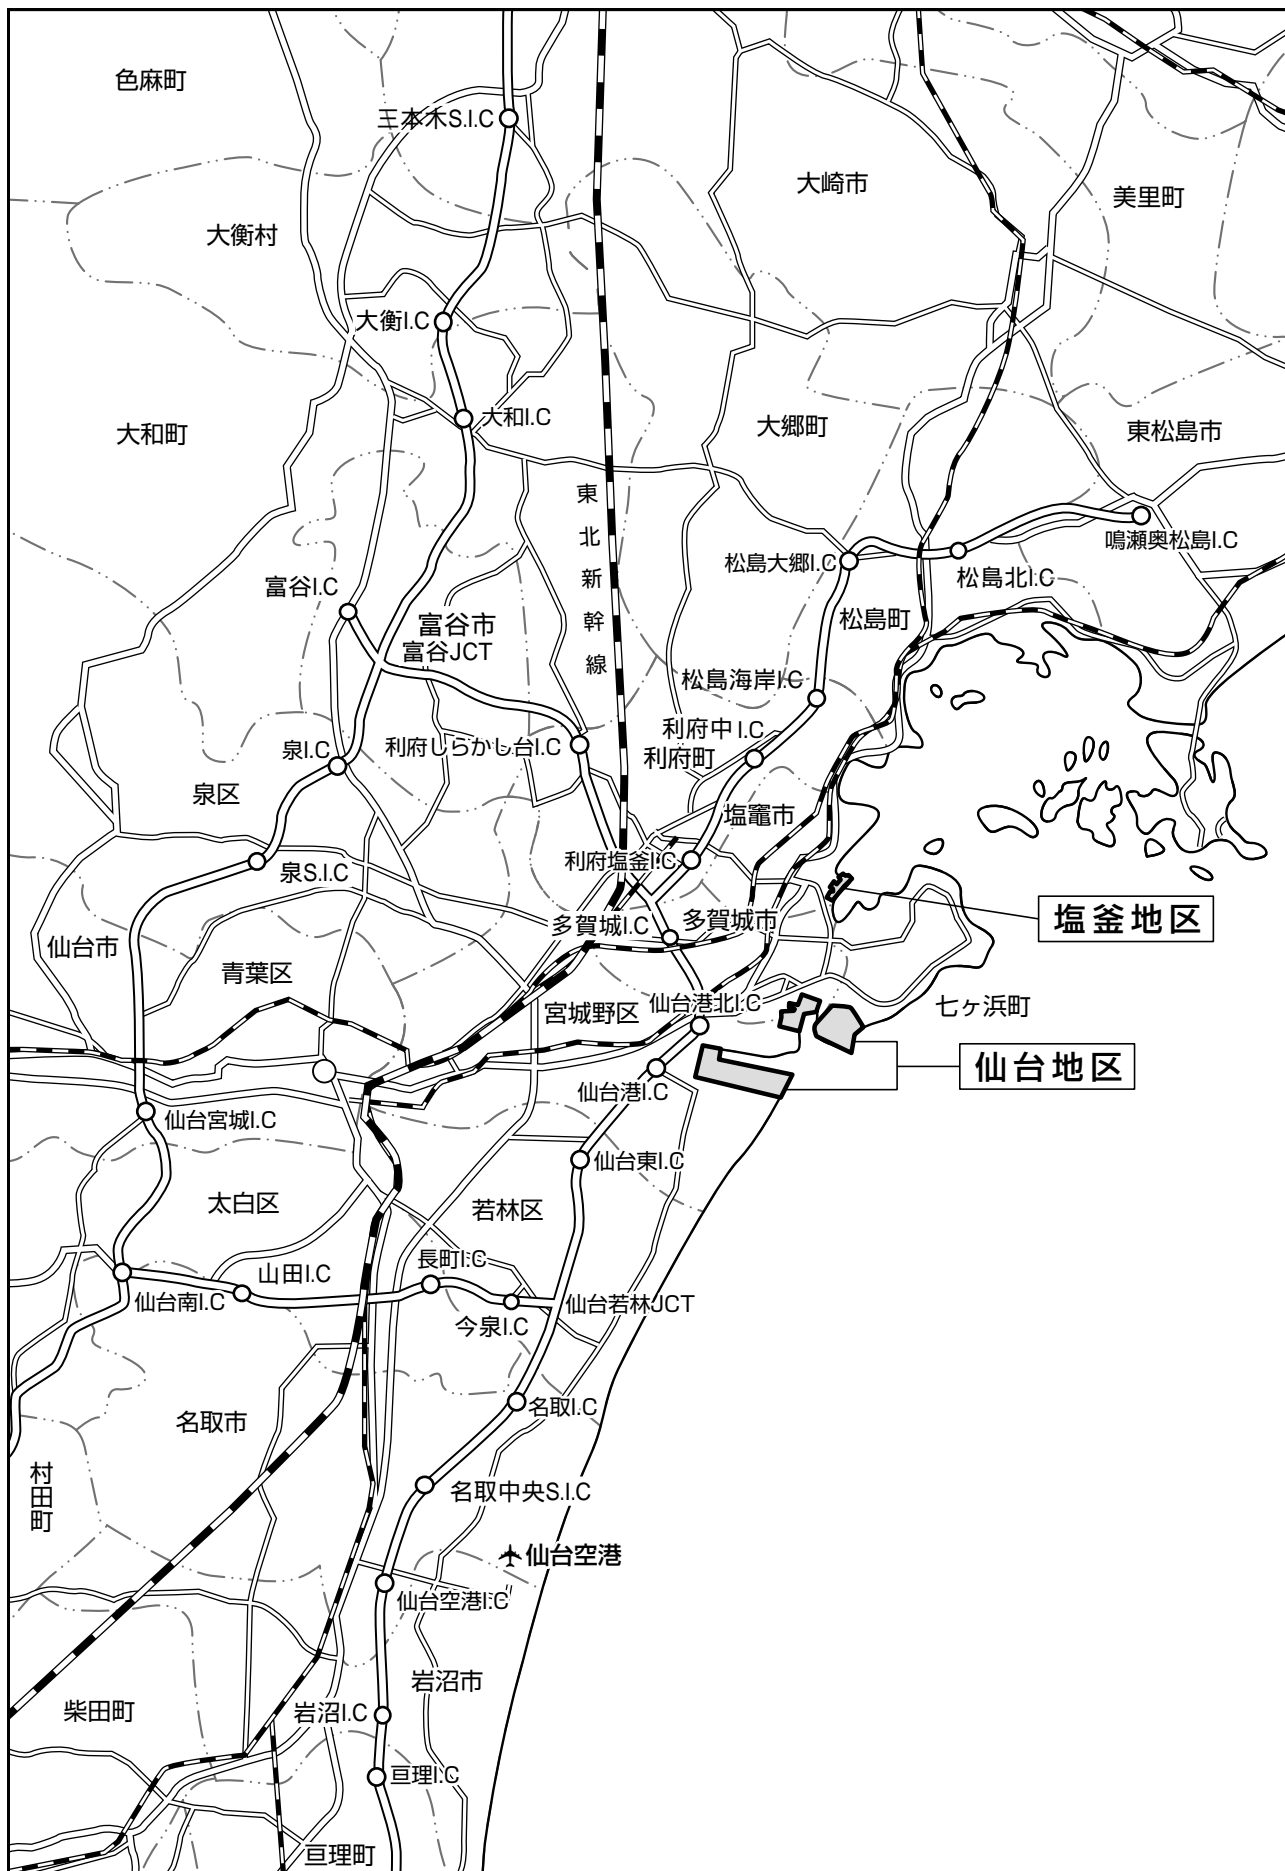 色麻町
三本木S.I.C
大崎市
美里町
大衡村
大衡I.C
大和I.C
大郷町
東松島市
大和町
東北新幹線
鳴瀬奥松島I.C
松島大郷I.C
松島北I.C
富谷I.C
富谷市
松島町
富谷JCT
松島海岸I.C
利府中I.C
泉I.C
利府しらかし台I.C
利府町
泉区
塩竈市
利府塩釜I.C
泉S.I.C
塩釜地区
多賀城I.C
多賀城市
仙台市
青葉区
仙台港北I.C
七ヶ浜町
宮城野区
仙台地区
仙台港I.C
仙台宮城I.C
仙台東I.C
太白区
若林区
長町I.C
山田I.C
仙台南I.C
仙台若林JCT
今泉I.C
名取I.C
名取市
村田町
名取中央S.I.C
仙台空港
仙台空港I.C
岩沼市
柴田町
岩沼I.C
亘理I.C
亘理町